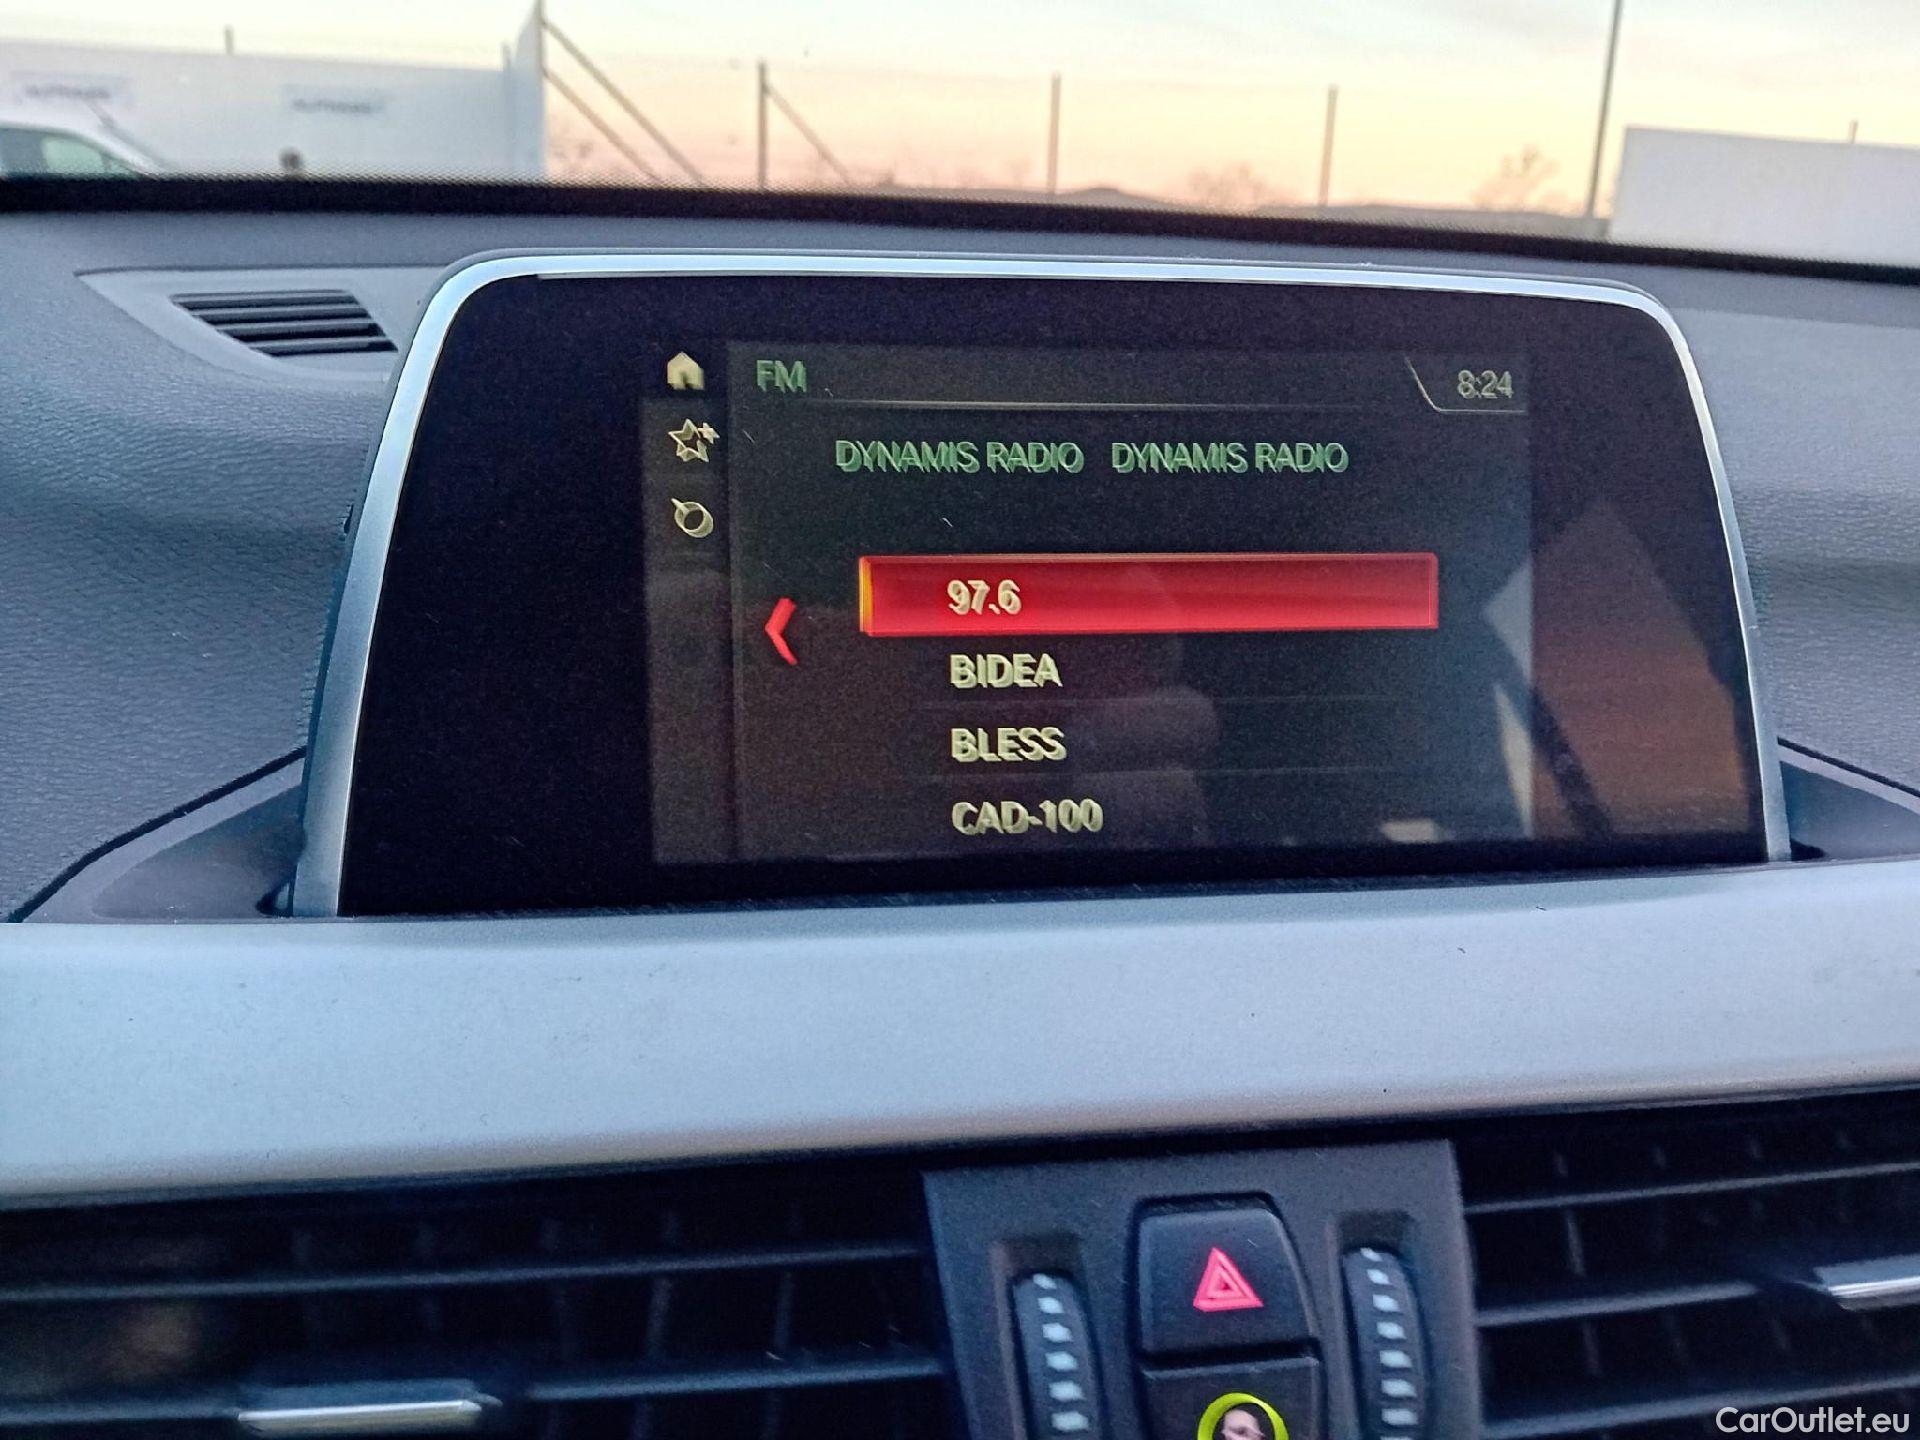 FM 8:24
DYNAMIS RADIO DYNAMIS RADIO
97.6
BIDEA
BLESS
CAD-100
CarOutlet.eu